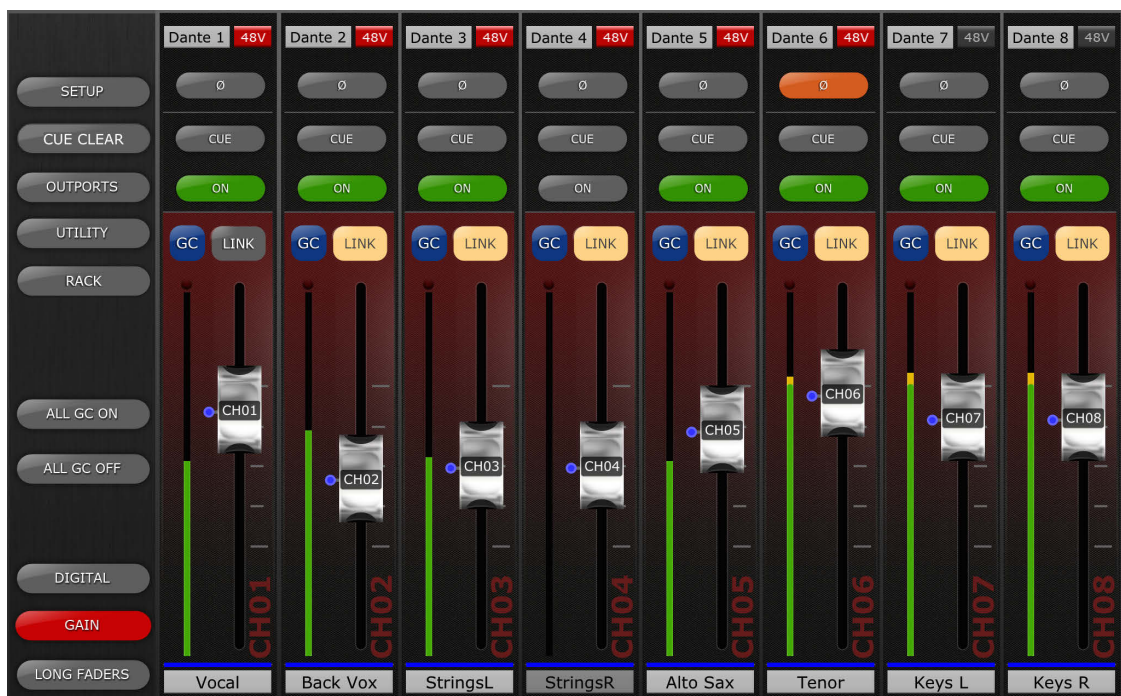 Dante 1 48V Dante 2 48V Dante 3 48V Dante 4 48V Dante 5 48V Dante 6 48V Dante 7 48V Dante 8 48V
SETUP Ø Ø Ø Ø Ø Ø Ø Ø
CUE CLEAR CUE CUE CUE CUE CUE CUE CUE CUE
OUTPORTS ON ON ON ON ON ON ON ON
UTILITY GC LINK GC LINK GC LINK GC LINK GC LINK GC LINK GC LINK GC LINK
RACK
ALL GC ON CH01 CH02 CH03 CH04 CH05 CH06 CH07 CH08
ALL GC OFF
DIGITAL
GAIN CH01 CH02 CH03 CH04 CH05 CH06 CH07 CH08
LONG FADERS Vocal Back Vox StringsL StringsR Alto Sax Tenor Keys L Keys R